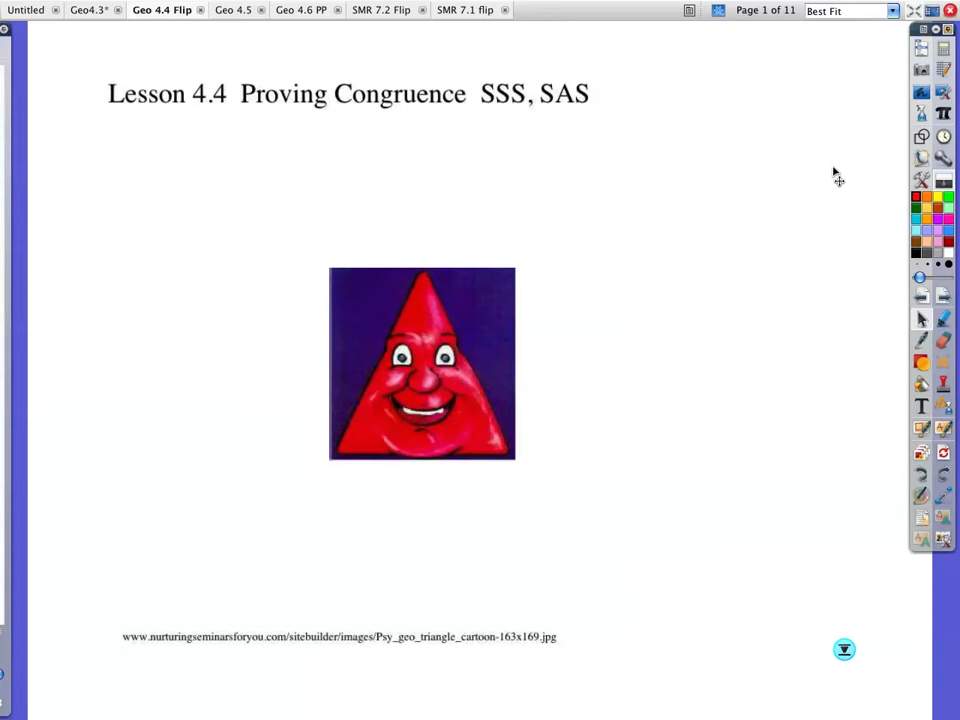 Untitled Geo4.3* Geo 4.4 Flip Geo 4.5 Geo 4.6 PP SMR 7.2 Flip SMR 7.1 flip Page 1 of 11 Best Fit
Lesson 4.4 Proving Congruence SSS, SAS
www.nurturingseminarsforyou.com/sitebuilder/images/Psy_geo_triangle_cartoon-163x169.jpg